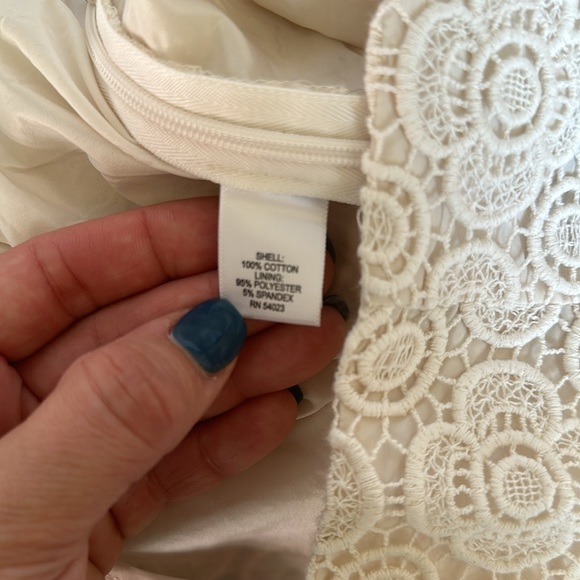 SHELL:
100% COTTON
LINING:
95% POLYESTER
5% SPANDEX
RN 54023